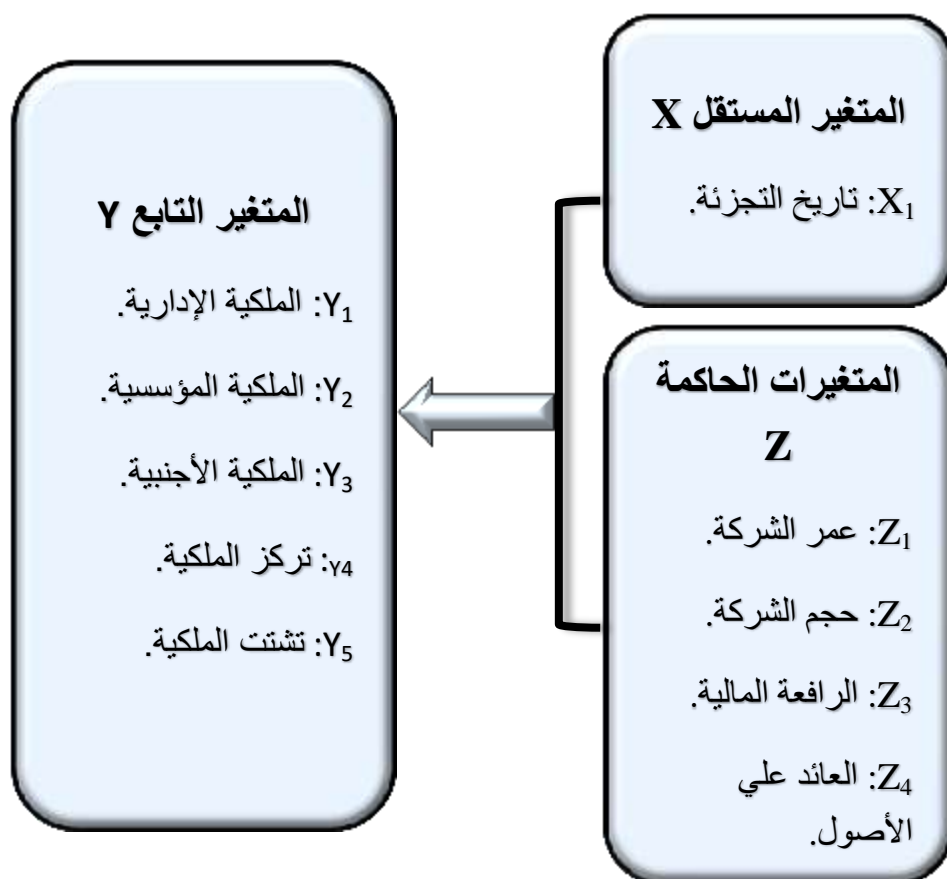 المتغير المستقل X
X1: تاريخ التجزئة.
المتغيرات الحاكمة
Z
Z1: عمر الشركة.
Z2: حجم الشركة.
Z3: الرافعة المالية.
Z4: العائد علي
الأصول.
المتغير التابع Y
Y1: الملكية الإدارية.
Y2: الملكية المؤسسية.
Y3: الملكية الأجنبية.
Y4: تركز الملكية.
Y5: تشتت الملكية.